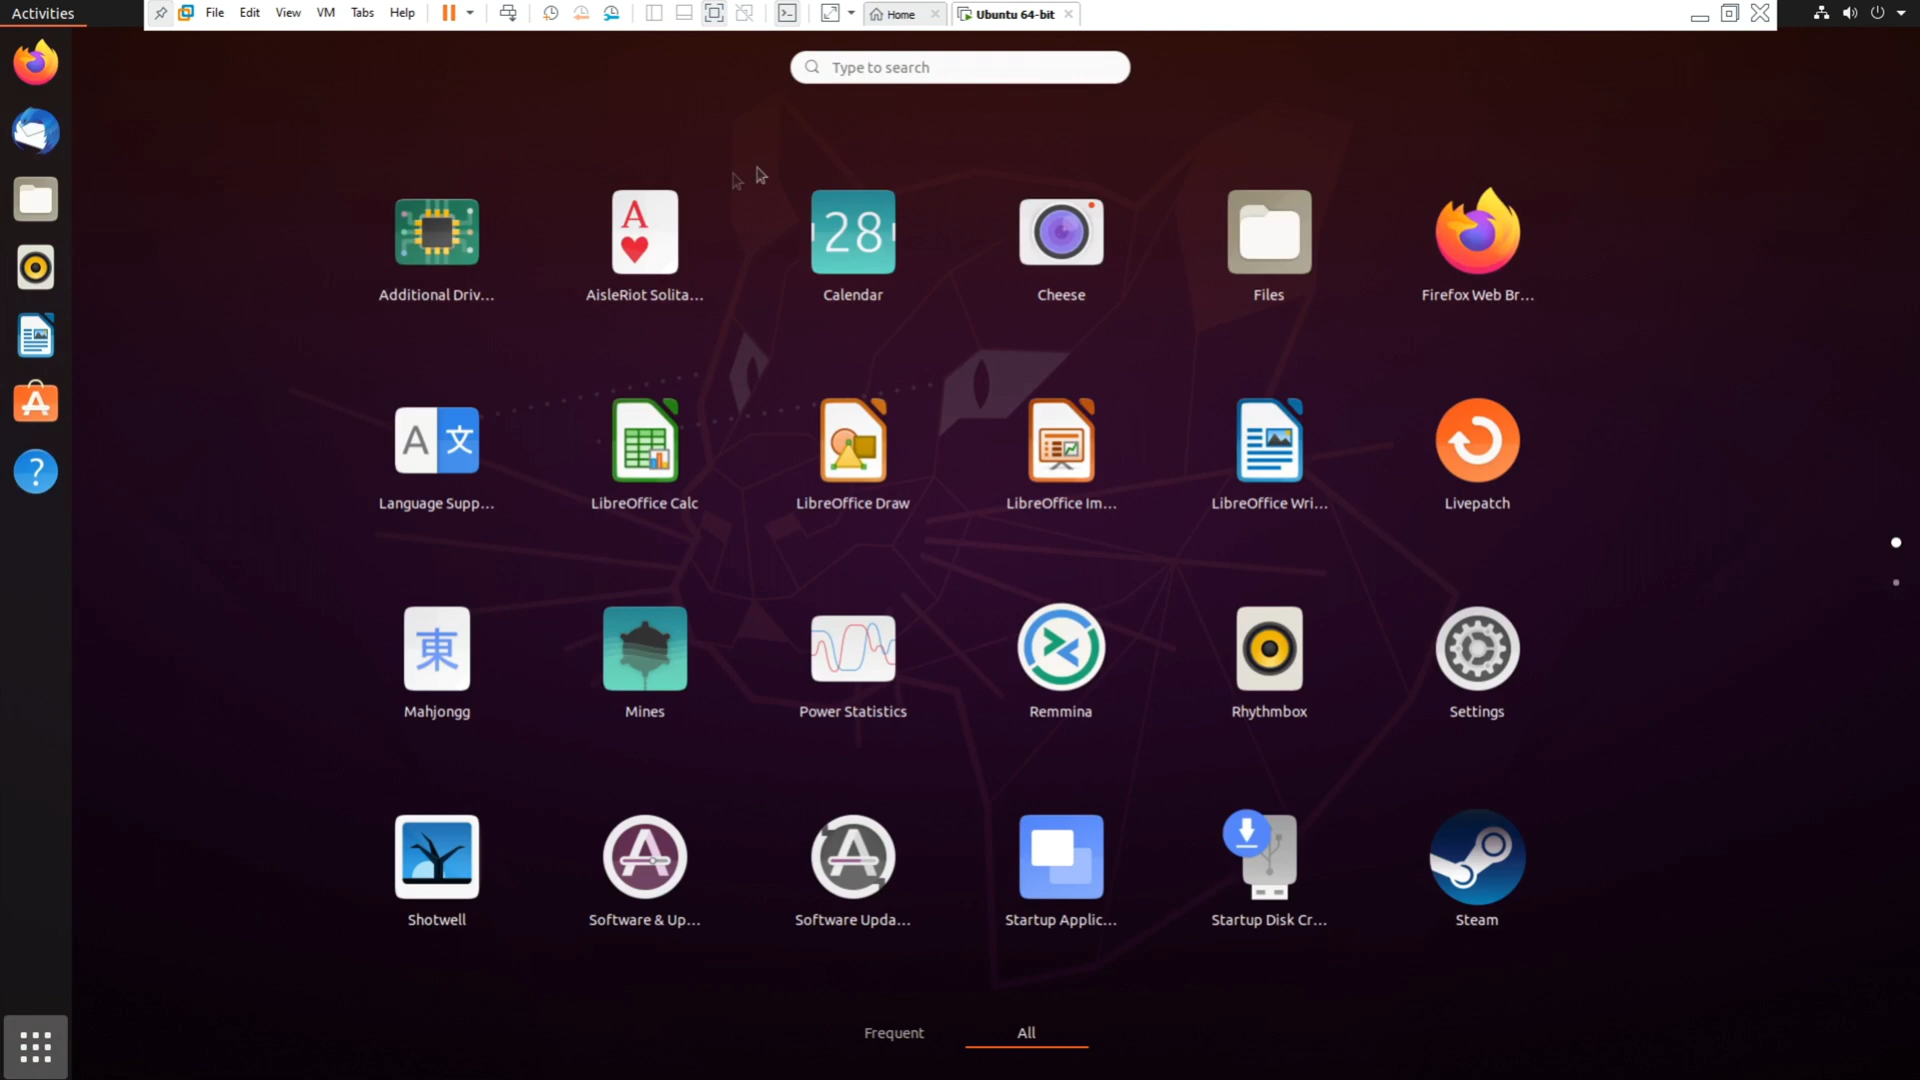 Activities
File Edit View VM Tabs Help
Home
Ubuntu 64-bit
Type to search
Additional Driv...
AisleRiot Solita...
28
Calendar
Cheese
Files
Firefox Web Br...
A 文
Language Supp...
LibreOffice Calc
LibreOffice Draw
LibreOffice Im...
LibreOffice Wri...
Livepatch
東
Mahjongg
Mines
Power Statistics
Remmina
Rhythmbox
Settings
Shotwell
Software & Up...
Software Upda...
Startup Applic...
Startup Disk Cr...
Steam
A
?
Frequent
All